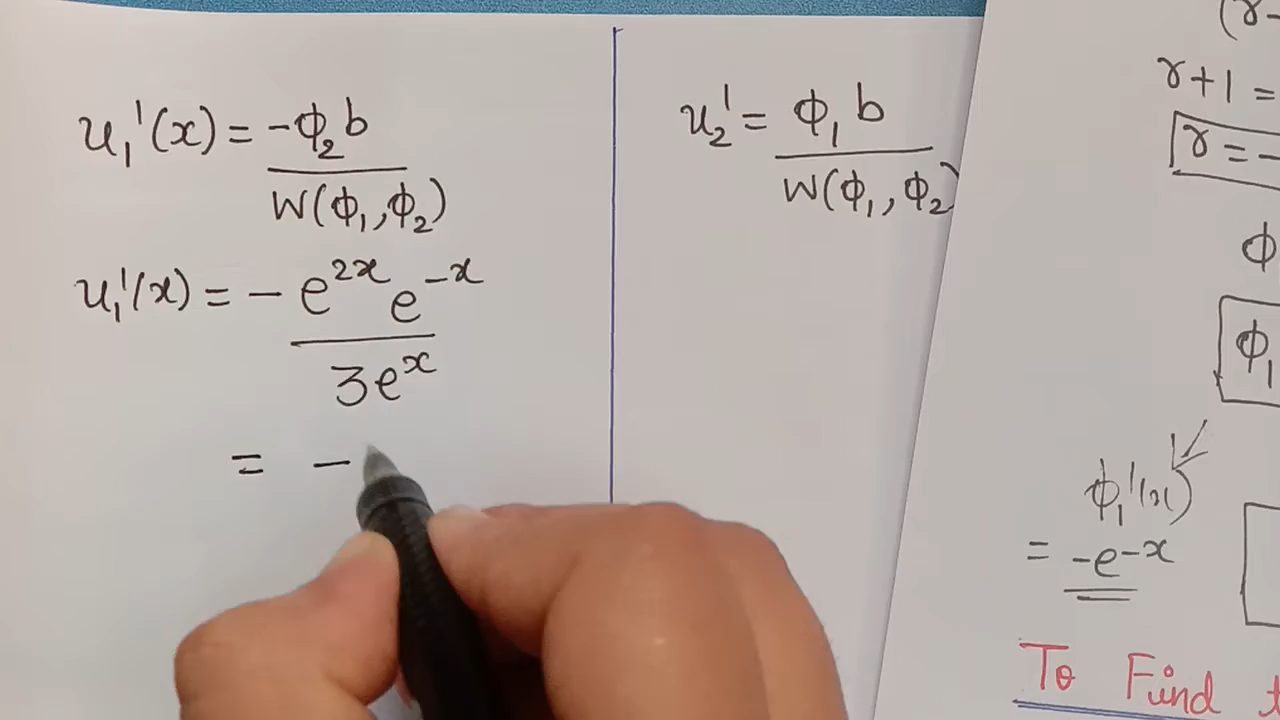 u₁'(x) = -ϕ₂ b / W(ϕ₁, ϕ₂)
u₁'(x) = - e^{2x} e^{-x} / 3e^x
= -
u₂' = ϕ₁ b / W(ϕ₁, ϕ₂)
(r-
r+1 =
r = -
ϕ
ϕ₁
ϕ₁'(x)
= -e^{-x}
To Find t